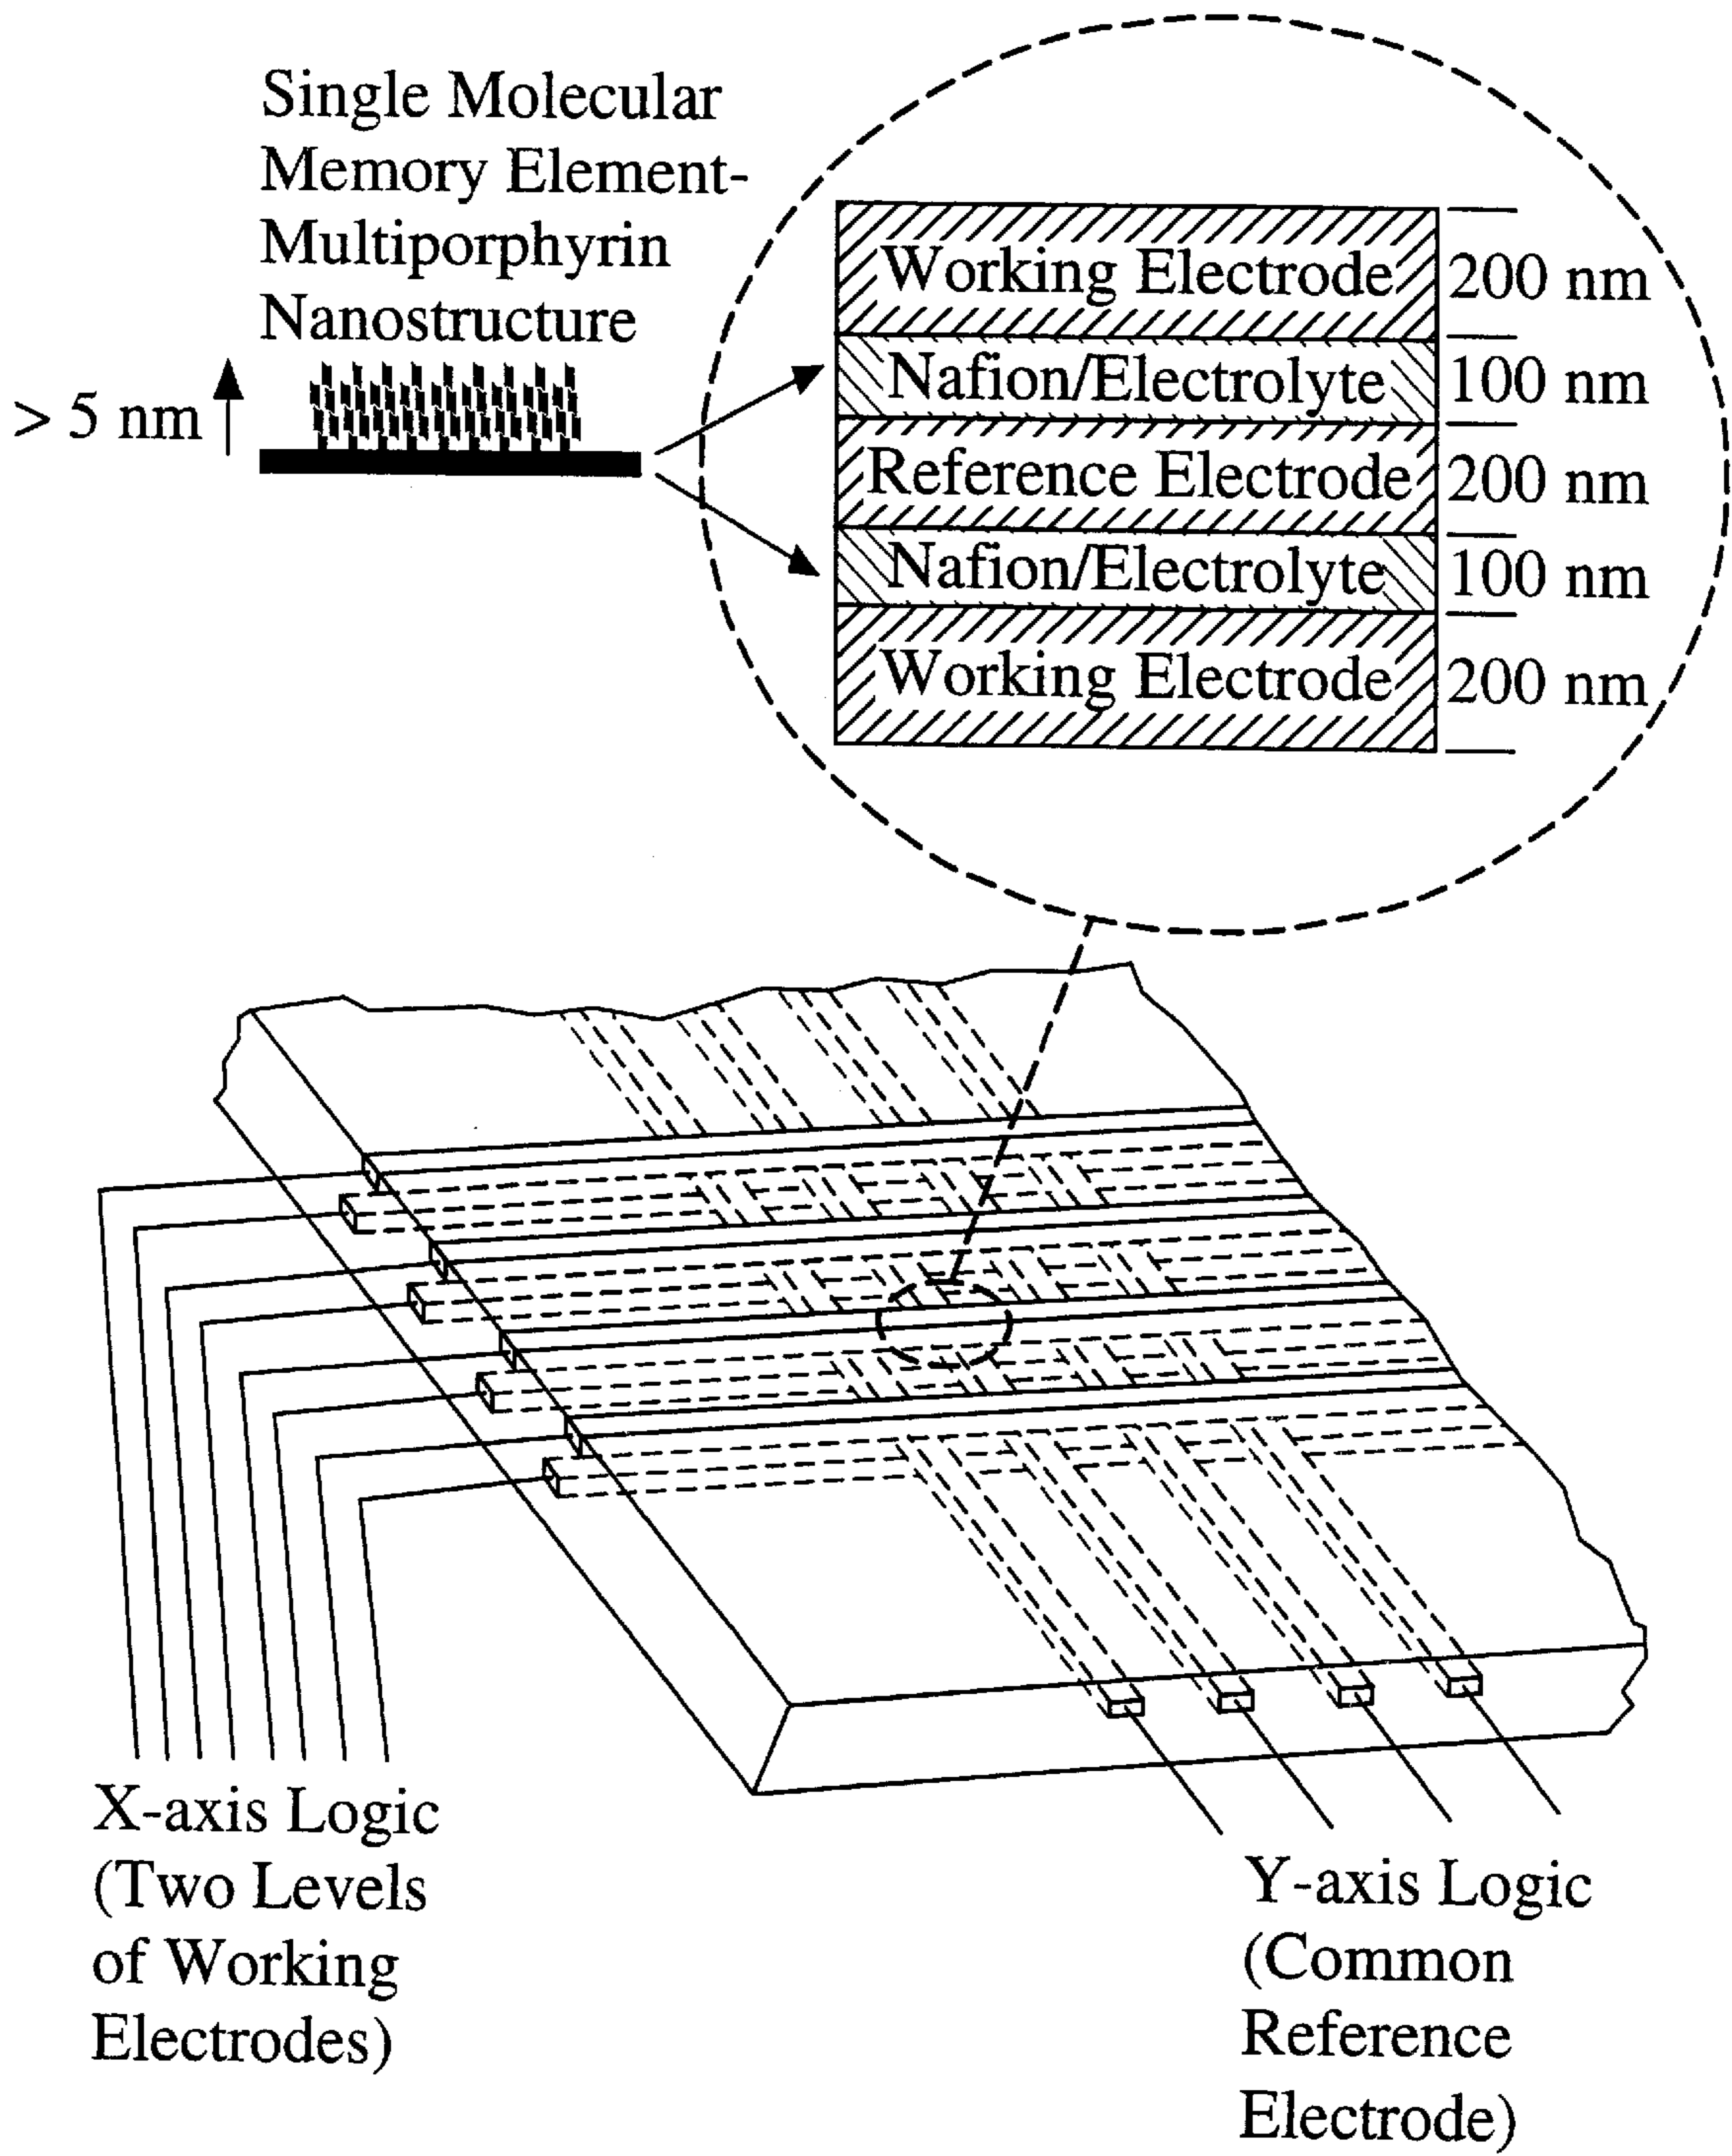 Single Molecular
Memory Element-
Multiporphyrin
Nanostructure
> 5 nm
Working Electrode 200 nm
Nafion/Electrolyte 100 nm
Reference Electrode 200 nm
Nafion/Electrolyte 100 nm
Working Electrode 200 nm
X-axis Logic
(Two Levels
of Working
Electrodes)
Y-axis Logic
(Common
Reference
Electrode)